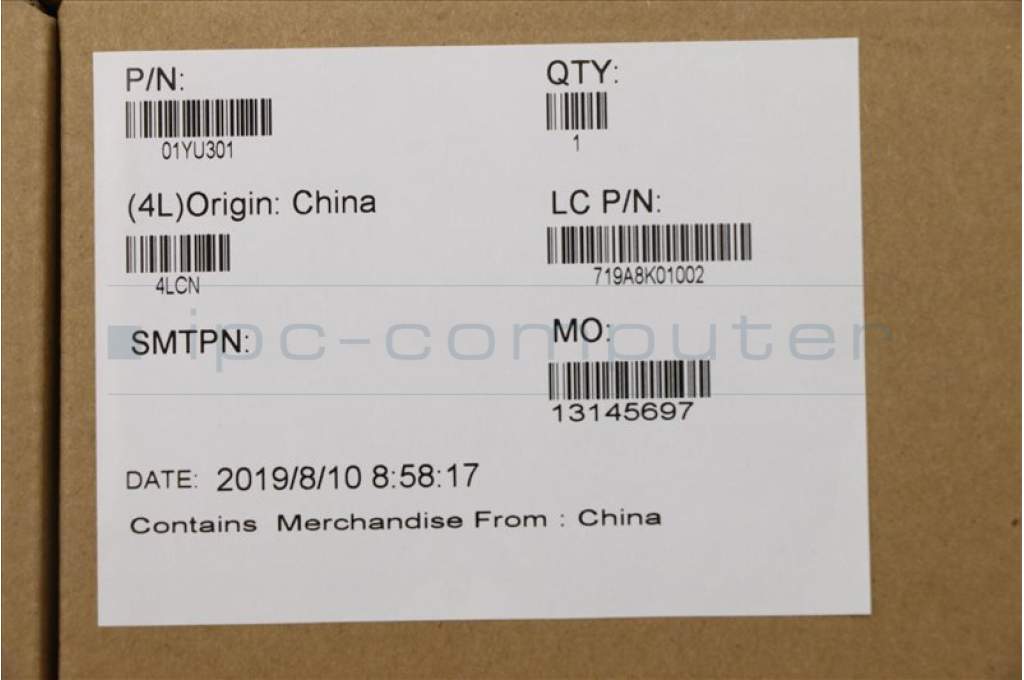 P/N:
01YU301
QTY:
1
(4L)Origin: China
4LCN
LC P/N:
719A8K01002
SMTPN:
MO:
13145697
ipc-computer
DATE: 2019/8/10 8:58:17
Contains Merchandise From : China